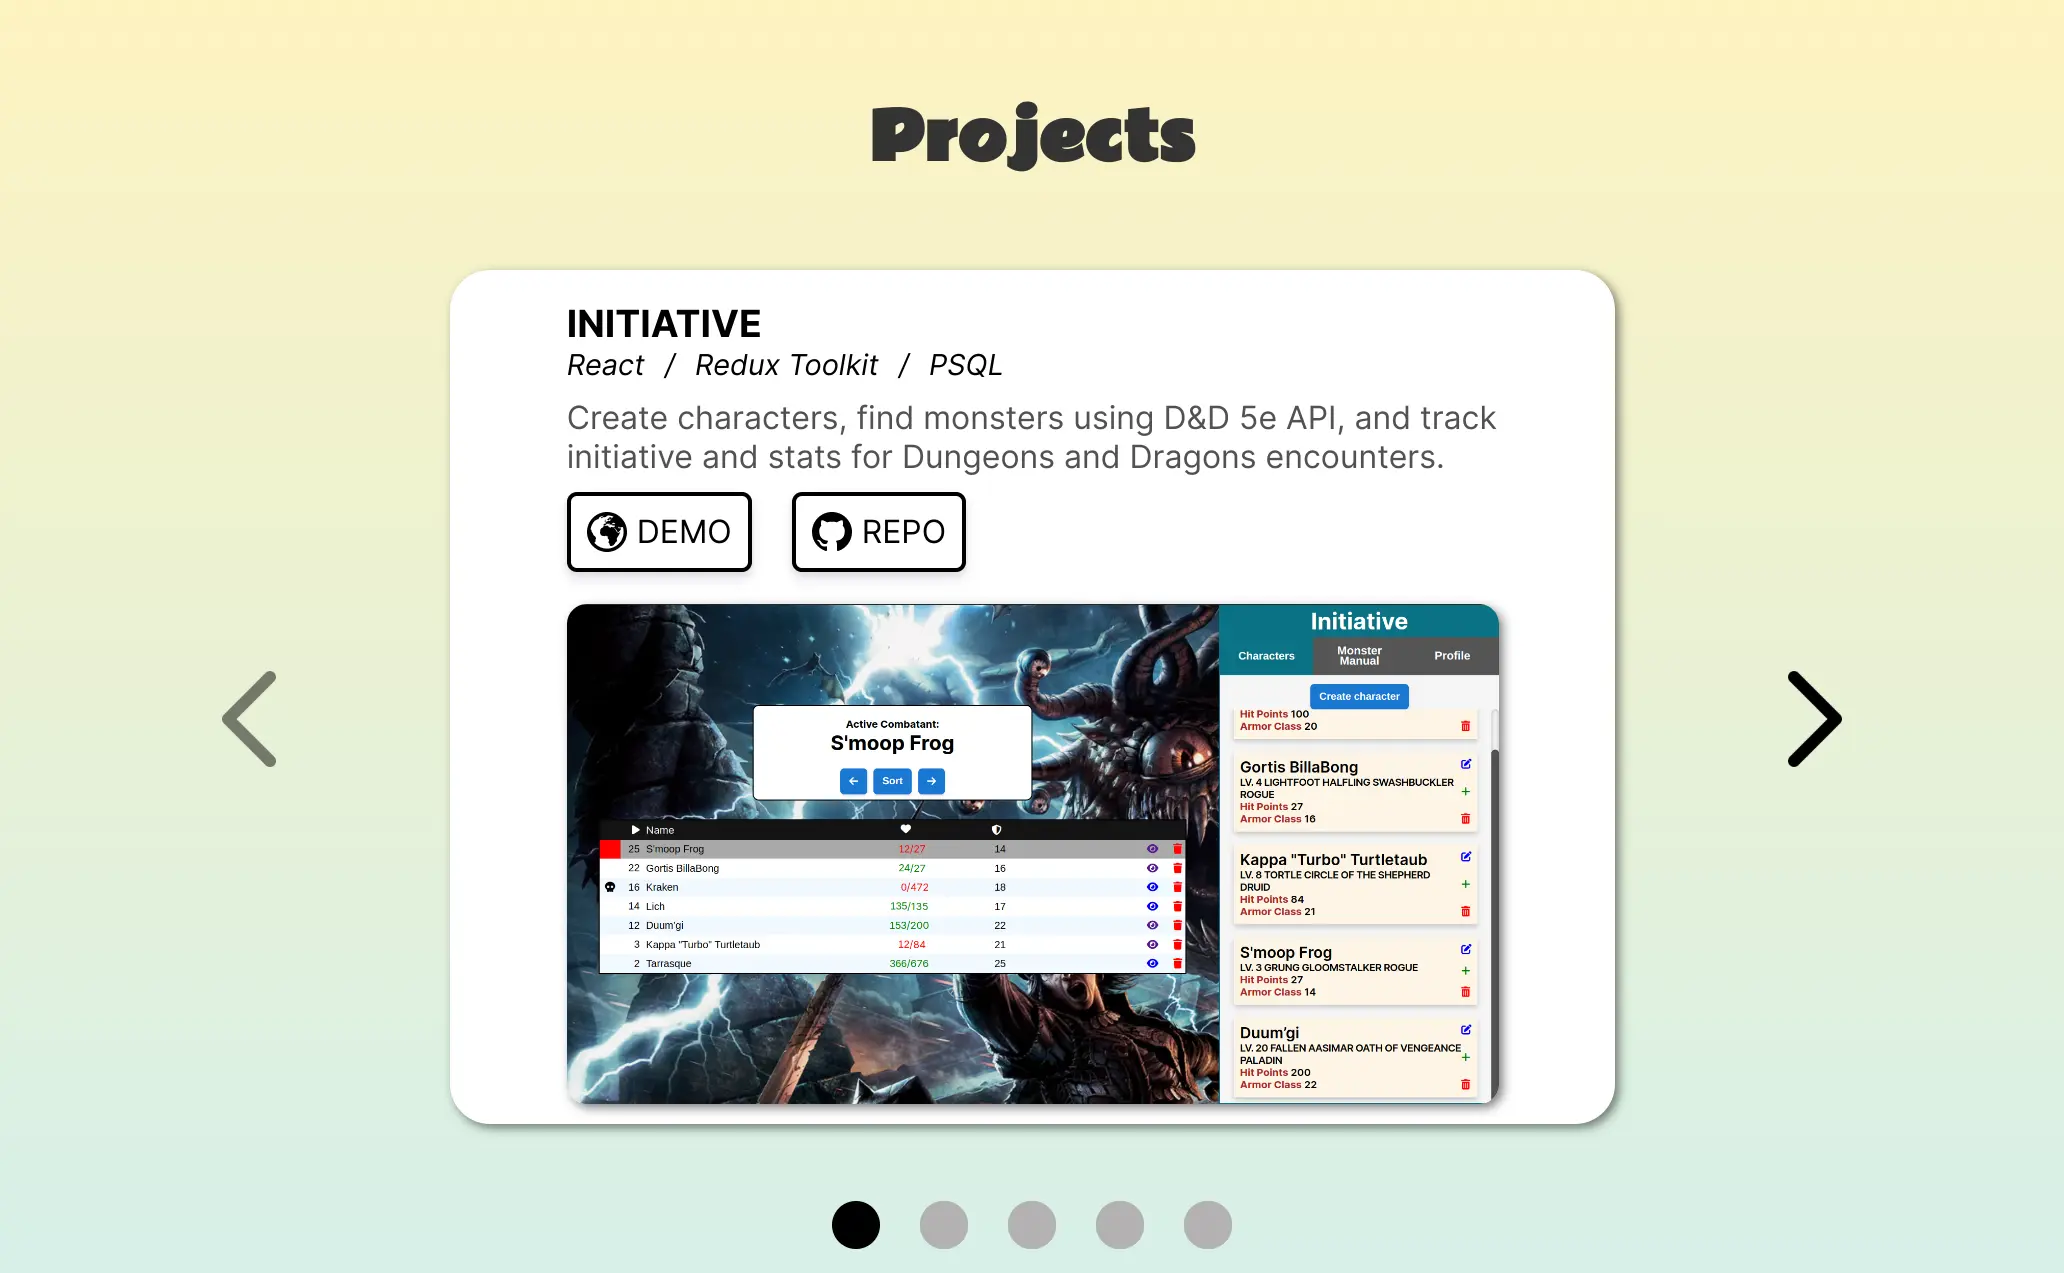 Projects
INITIATIVE
React / Redux Toolkit / PSQL
Create characters, find monsters using D&D 5e API, and track
initiative and stats for Dungeons and Dragons encounters.
DEMO
REPO
Active Combatant:
S'moop Frog
Sort
Name
25 S'moop Frog 12/27 14
22 Gortis BillaBong 24/27 16
16 Kraken 0/472 18
14 Lich 135/135 17
12 Duum'gi 153/200 22
3 Kappa "Turbo" Turtletaub 12/84 21
2 Tarrasque 366/676 25
Initiative
Characters
Monster
Manual
Profile
Create character
Hit Points 100
Armor Class 20
Gortis BillaBong
LV. 4 LIGHTFOOT HALFLING SWASHBUCKLER
ROGUE
Hit Points 27
Armor Class 16
Kappa "Turbo" Turtletaub
LV. 8 TORTLE CIRCLE OF THE SHEPHERD
DRUID
Hit Points 84
Armor Class 21
S'moop Frog
LV. 3 GRUNG GLOOMSTALKER ROGUE
Hit Points 27
Armor Class 14
Duum'gi
LV. 20 FALLEN AASIMAR OATH OF VENGEANCE
PALADIN
Hit Points 200
Armor Class 22